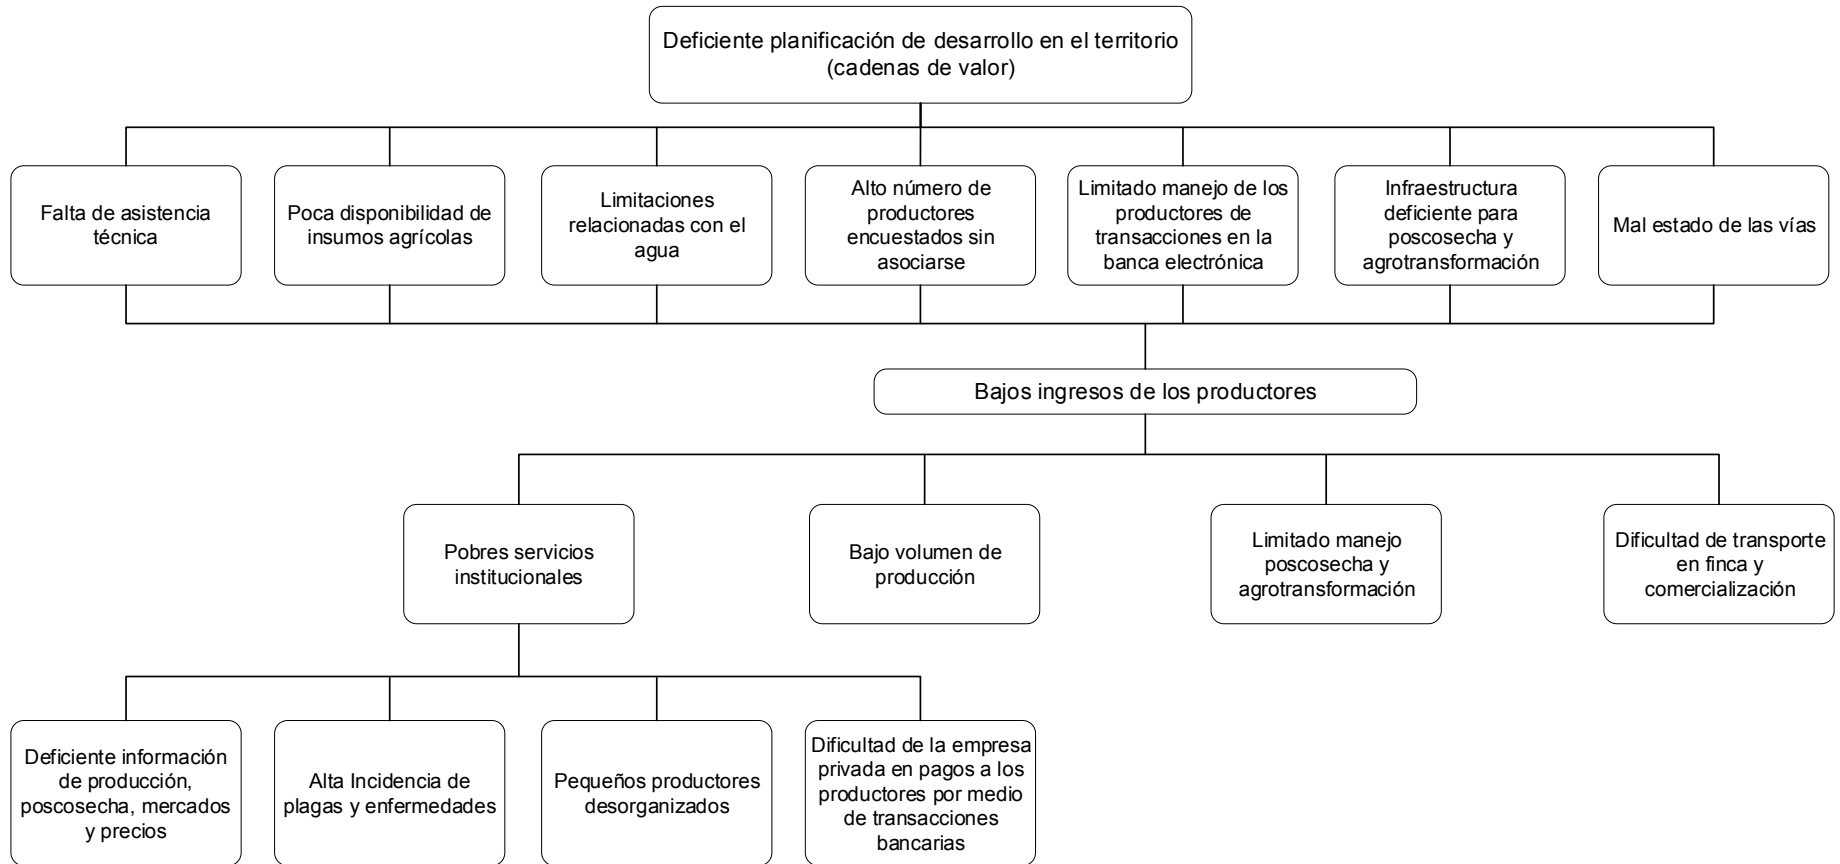 Deficiente planificación de desarrollo en el territorio
(cadenas de valor)
Falta de asistencia
técnica
Poca disponibilidad de
insumos agrícolas
Limitaciones
relacionadas con el
agua
Alto número de
productores
encuestados sin
asociarse
Limitado manejo de los
productores de
transacciones en la
banca electrónica
Infraestructura
deficiente para
poscosecha y
agrotransformación
Mal estado de las vías
Bajos ingresos de los productores
Pobres servicios
institucionales
Bajo volumen de
producción
Limitado manejo
poscosecha y
agrotransformación
Dificultad de transporte
en finca y
comercialización
Deficiente información
de producción,
poscosecha, mercados
y precios
Alta Incidencia de
plagas y enfermedades
Pequeños productores
desorganizados
Dificultad de la empresa
privada en pagos a los
productores por medio
de transacciones
bancarias